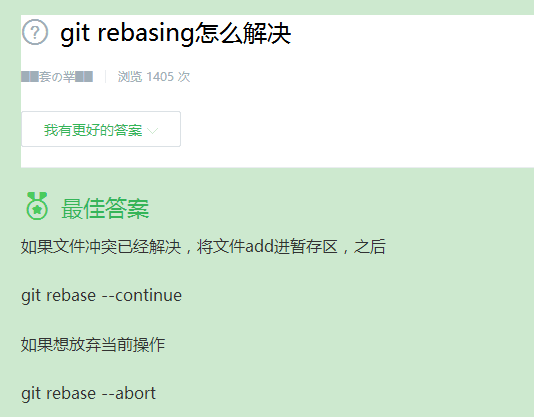 git rebasing怎么解决
套の
浏览 1405 次
我有更好的答案
最佳答案
如果文件冲突已经解决，将文件add进暂存区，之后
git rebase --continue
如果想放弃当前操作
git rebase --abort